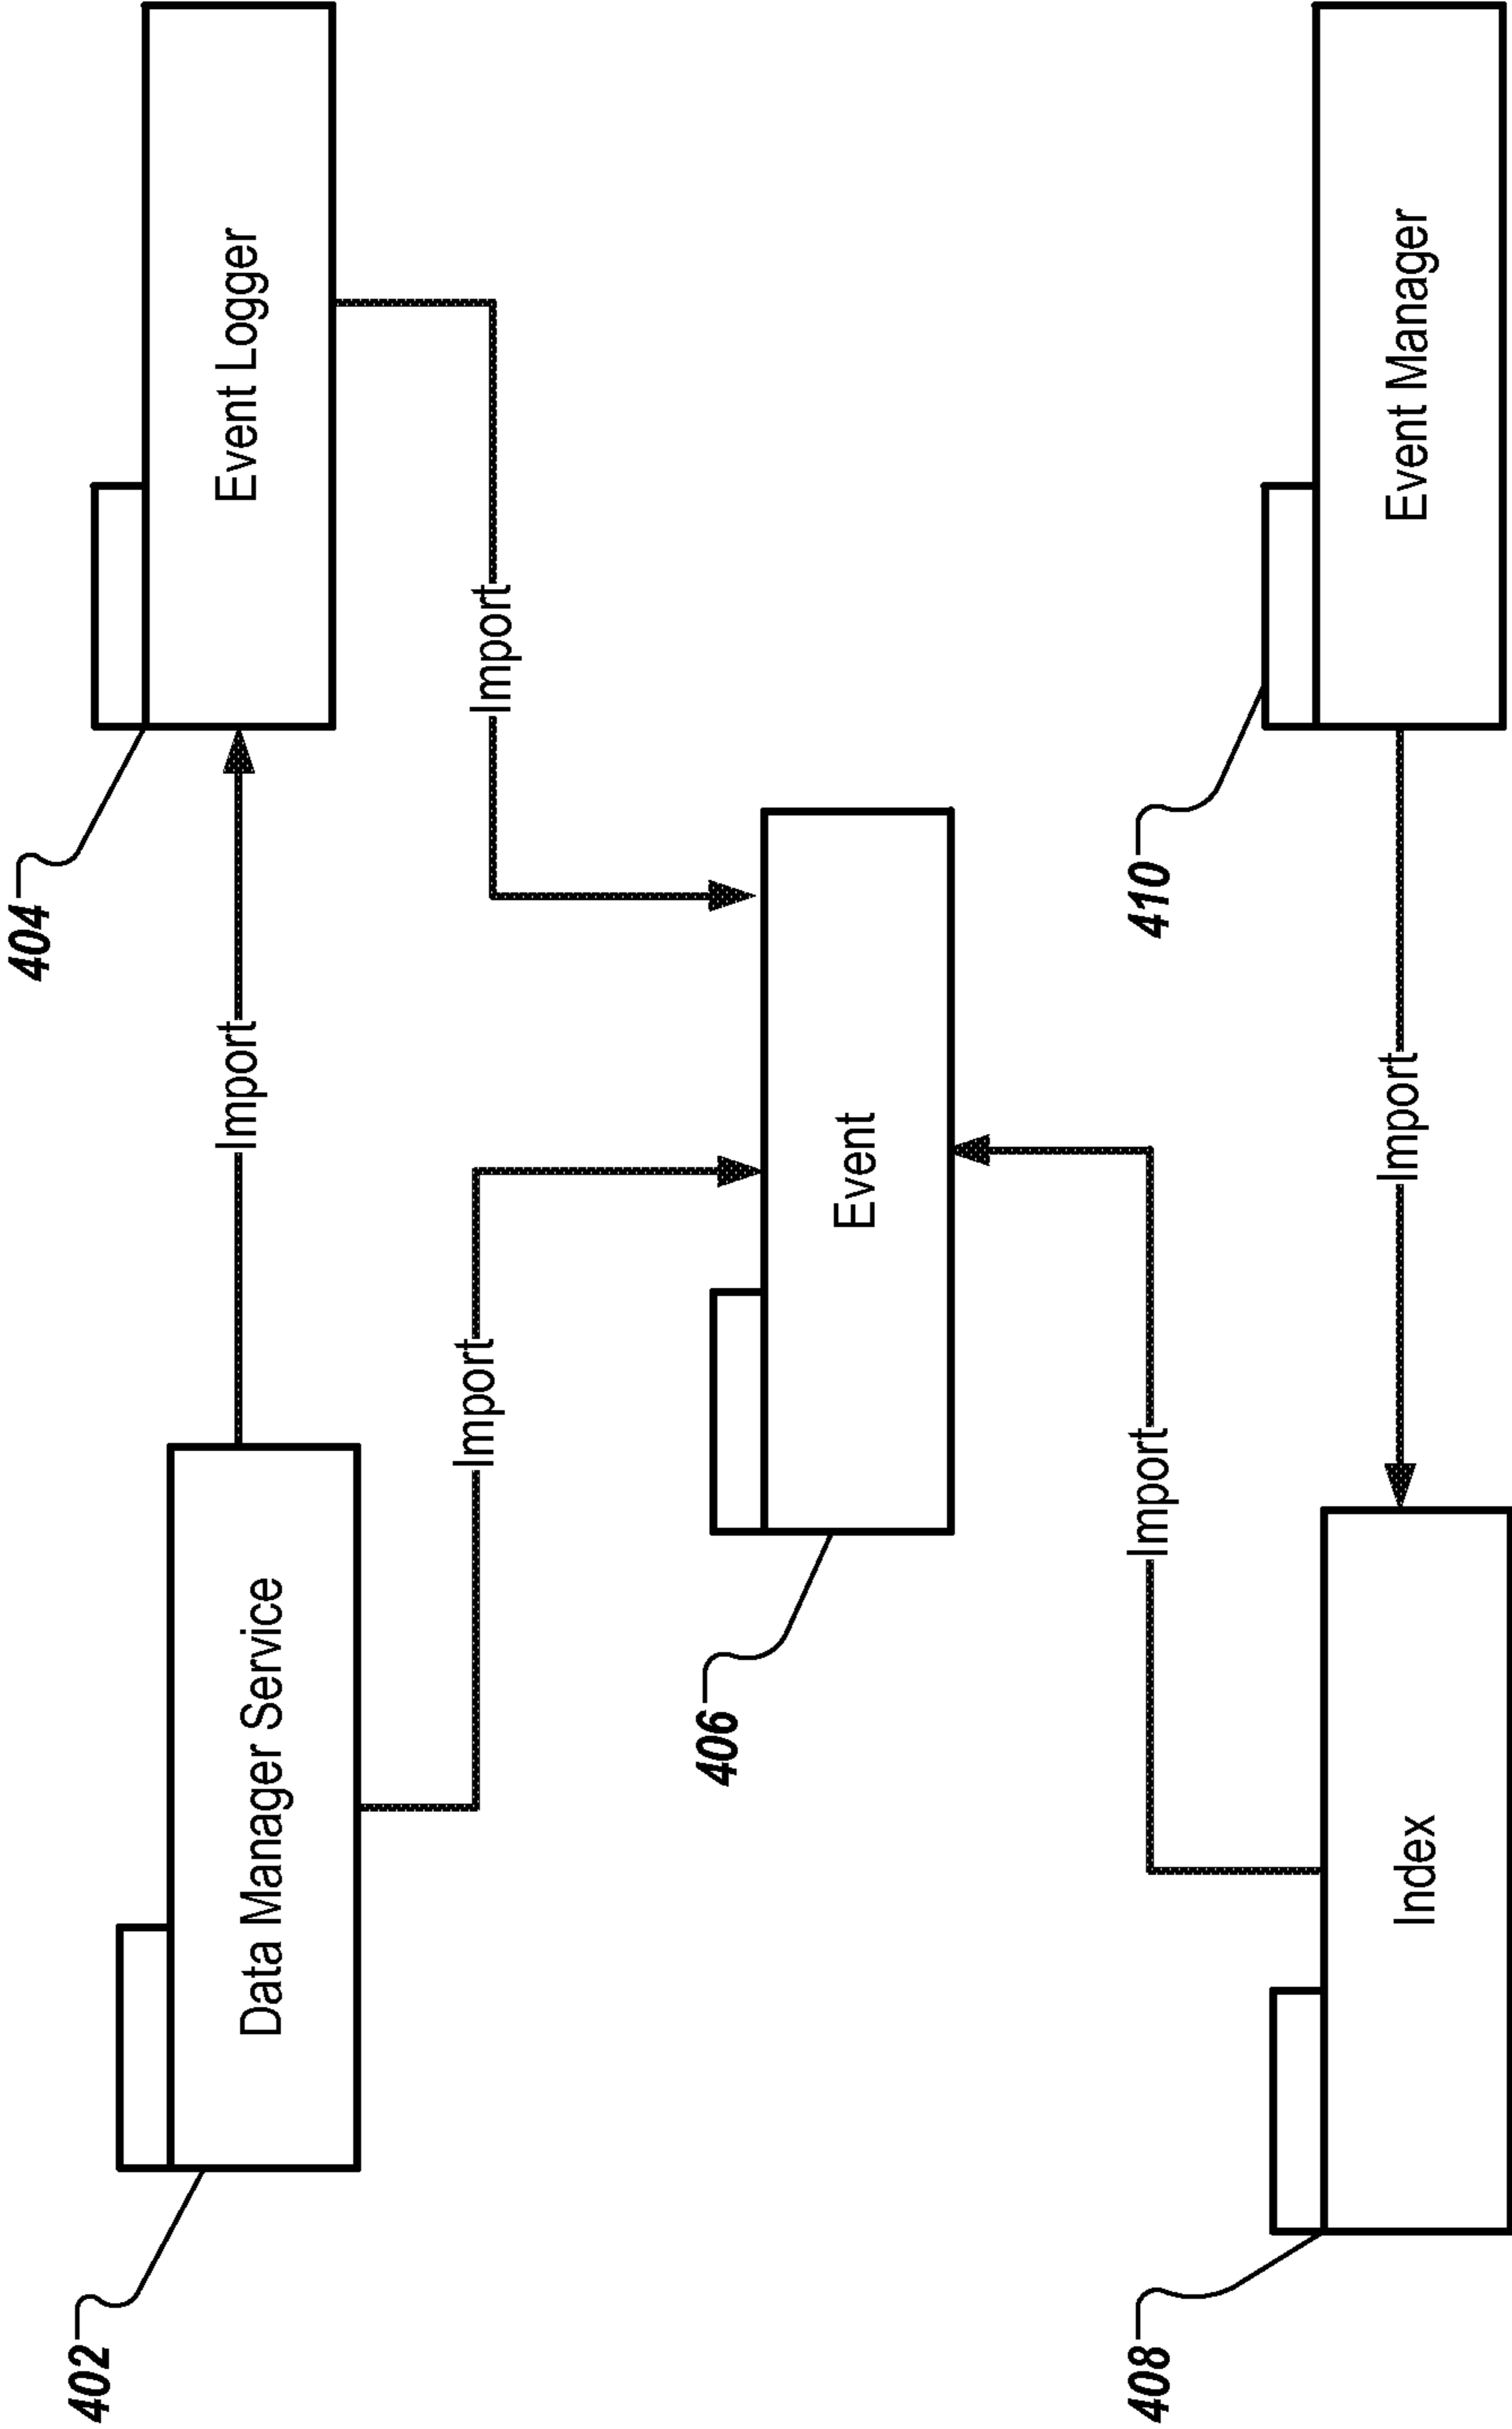 402
Data Manager Service
Import
404
Event Logger
Import
Import
406
Event
Import
408
Index
Import
410
Event Manager